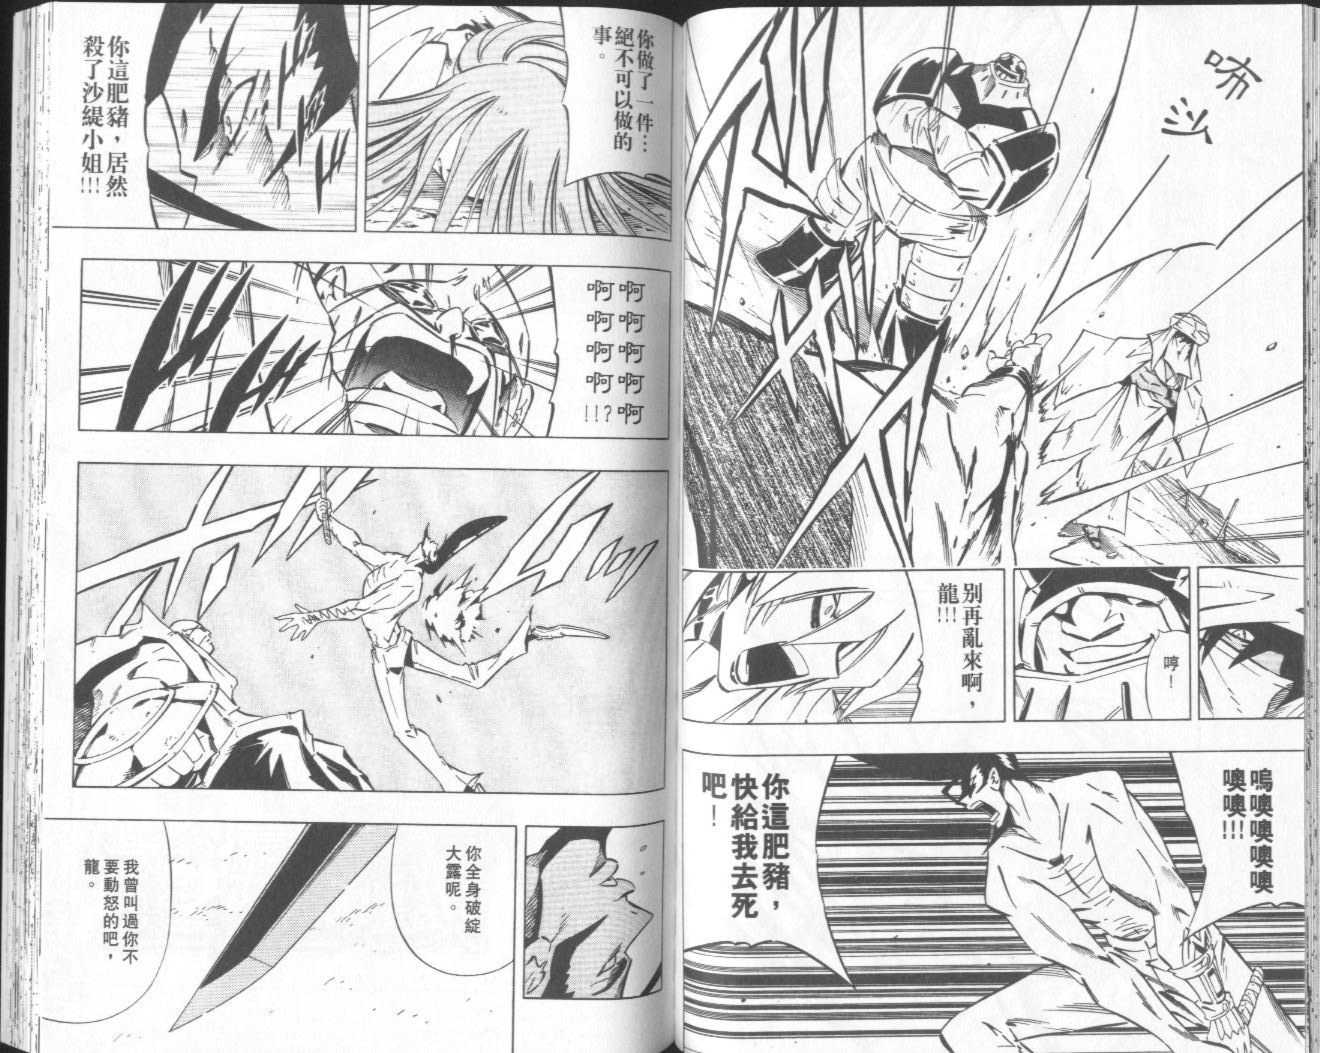 咘沙
哼！
別再亂來啊，
龍!!!
嗚噢噢噢噢
噢噢!!!
你這肥豬，
快給我去死
吧！
你做了一件…
絕不可以做的
事。
你這肥豬，居然
殺了沙緹小姐!!!
啊啊啊啊啊
啊啊啊啊!!?
你全身破綻
大露呢。
我曾叫過你不
要動怒的吧，
龍。